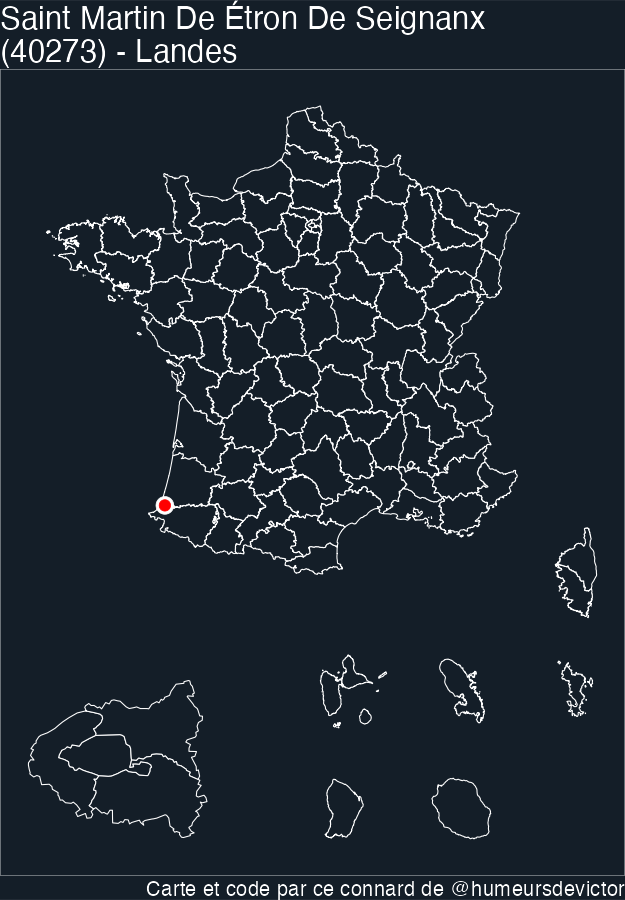 Saint Martin De Étron De Seignanx
(40273) - Landes
Carte et code par ce connard de @humeursdevictor